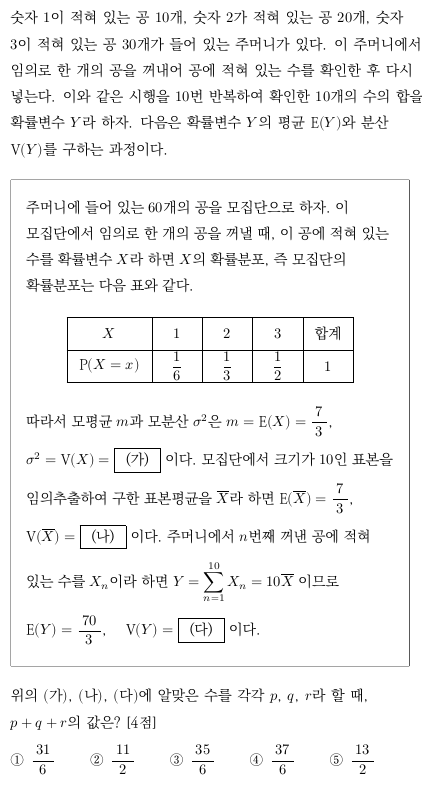 숫자 1이 적혀 있는 공 10개, 숫자 2가 적혀 있는 공 20개, 숫자
3이 적혀 있는 공 30개가 들어 있는 주머니가 있다. 이 주머니에서
임의로 한 개의 공을 꺼내어 공에 적혀 있는 수를 확인한 후 다시
넣는다. 이와 같은 시행을 10번 반복하여 확인한 10개의 수의 합을
확률변수 Y라 하자. 다음은 확률변수 Y의 평균 E(Y)와 분산
V(Y)를 구하는 과정이다.
주머니에 들어 있는 60개의 공을 모집단으로 하자. 이
모집단에서 임의로 한 개의 공을 꺼낼 때, 이 공에 적혀 있는
수를 확률변수 X라 하면 X의 확률분포, 즉 모집단의
확률분포는 다음 표와 같다.
X 1 2 3 합계
P(X = x) 1/6 1/3 1/2 1
따라서 모평균 m과 모분산 σ²은 m = E(X) = 7/3,
σ² = V(X) = (가) 이다. 모집단에서 크기가 10인 표본을
임의추출하여 구한 표본평균을 X̄라 하면 E(X̄) = 7/3,
V(X̄) = (나) 이다. 주머니에서 n번째 꺼낸 공에 적혀
있는 수를 Xₙ이라 하면 Y = ∑_{n=1}^{10} Xₙ = 10X̄ 이므로
E(Y) = 70/3, V(Y) = (다) 이다.
위의 (가), (나), (다)에 알맞은 수를 각각 p, q, r라 할 때,
p + q + r의 값은? [4점]
① 31/6 ② 11/2 ③ 35/6 ④ 37/6 ⑤ 13/2